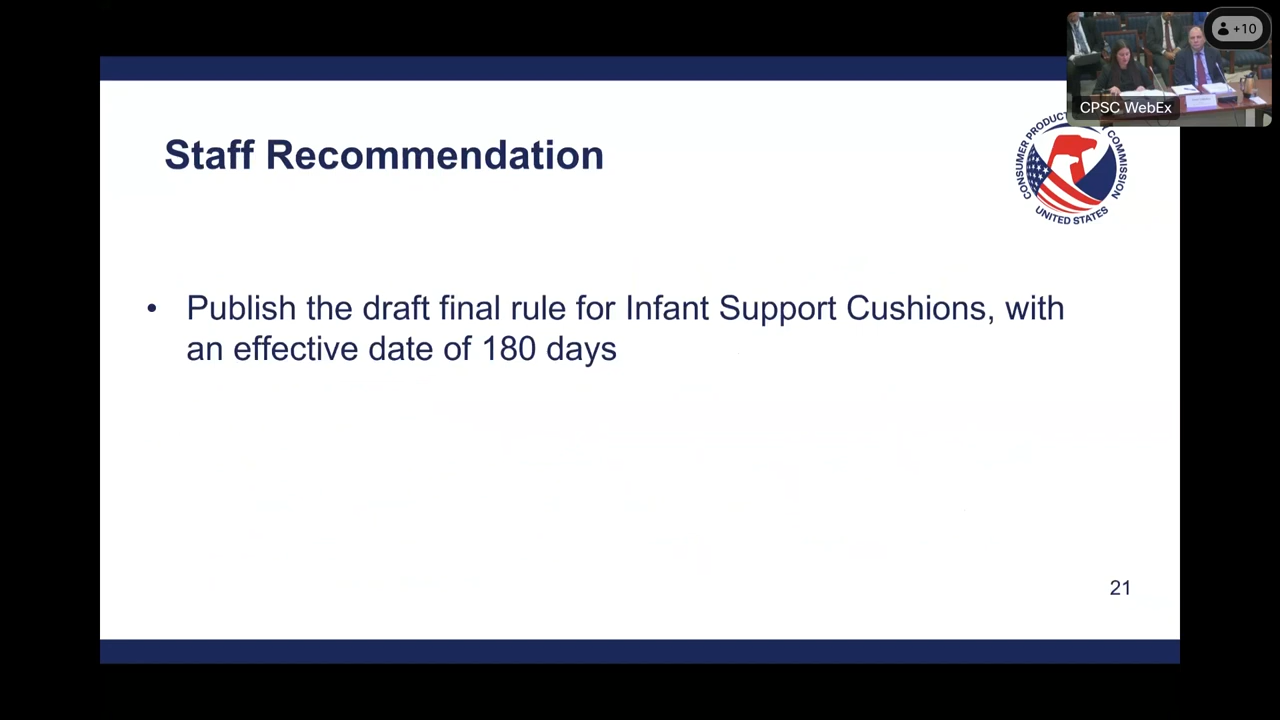 +10
CPSC WebEx
Staff Recommendation
CONSUMER PRODUCT
COMMISSION
UNITED STATES
• Publish the draft final rule for Infant Support Cushions, with
an effective date of 180 days
21